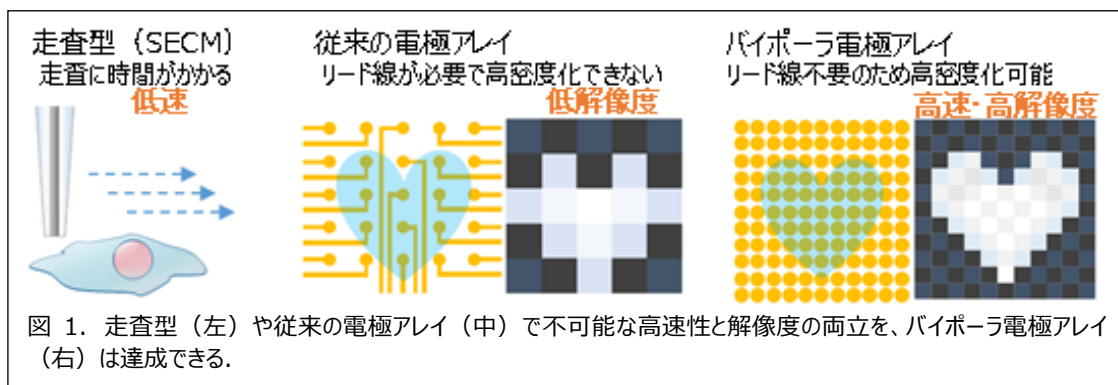 走査型（SECM）
走査に時間がかかる
低速
従来の電極アレイ
リード線が必要で高密度化できない
低解像度
バイポーラ電極アレイ
リード線不要のため高密度化可能
高速・高解像度
図 1. 走査型（左）や従来の電極アレイ（中）で不可能な高速性と解像度の両立を、バイポーラ電極アレイ
（右）は達成できる.